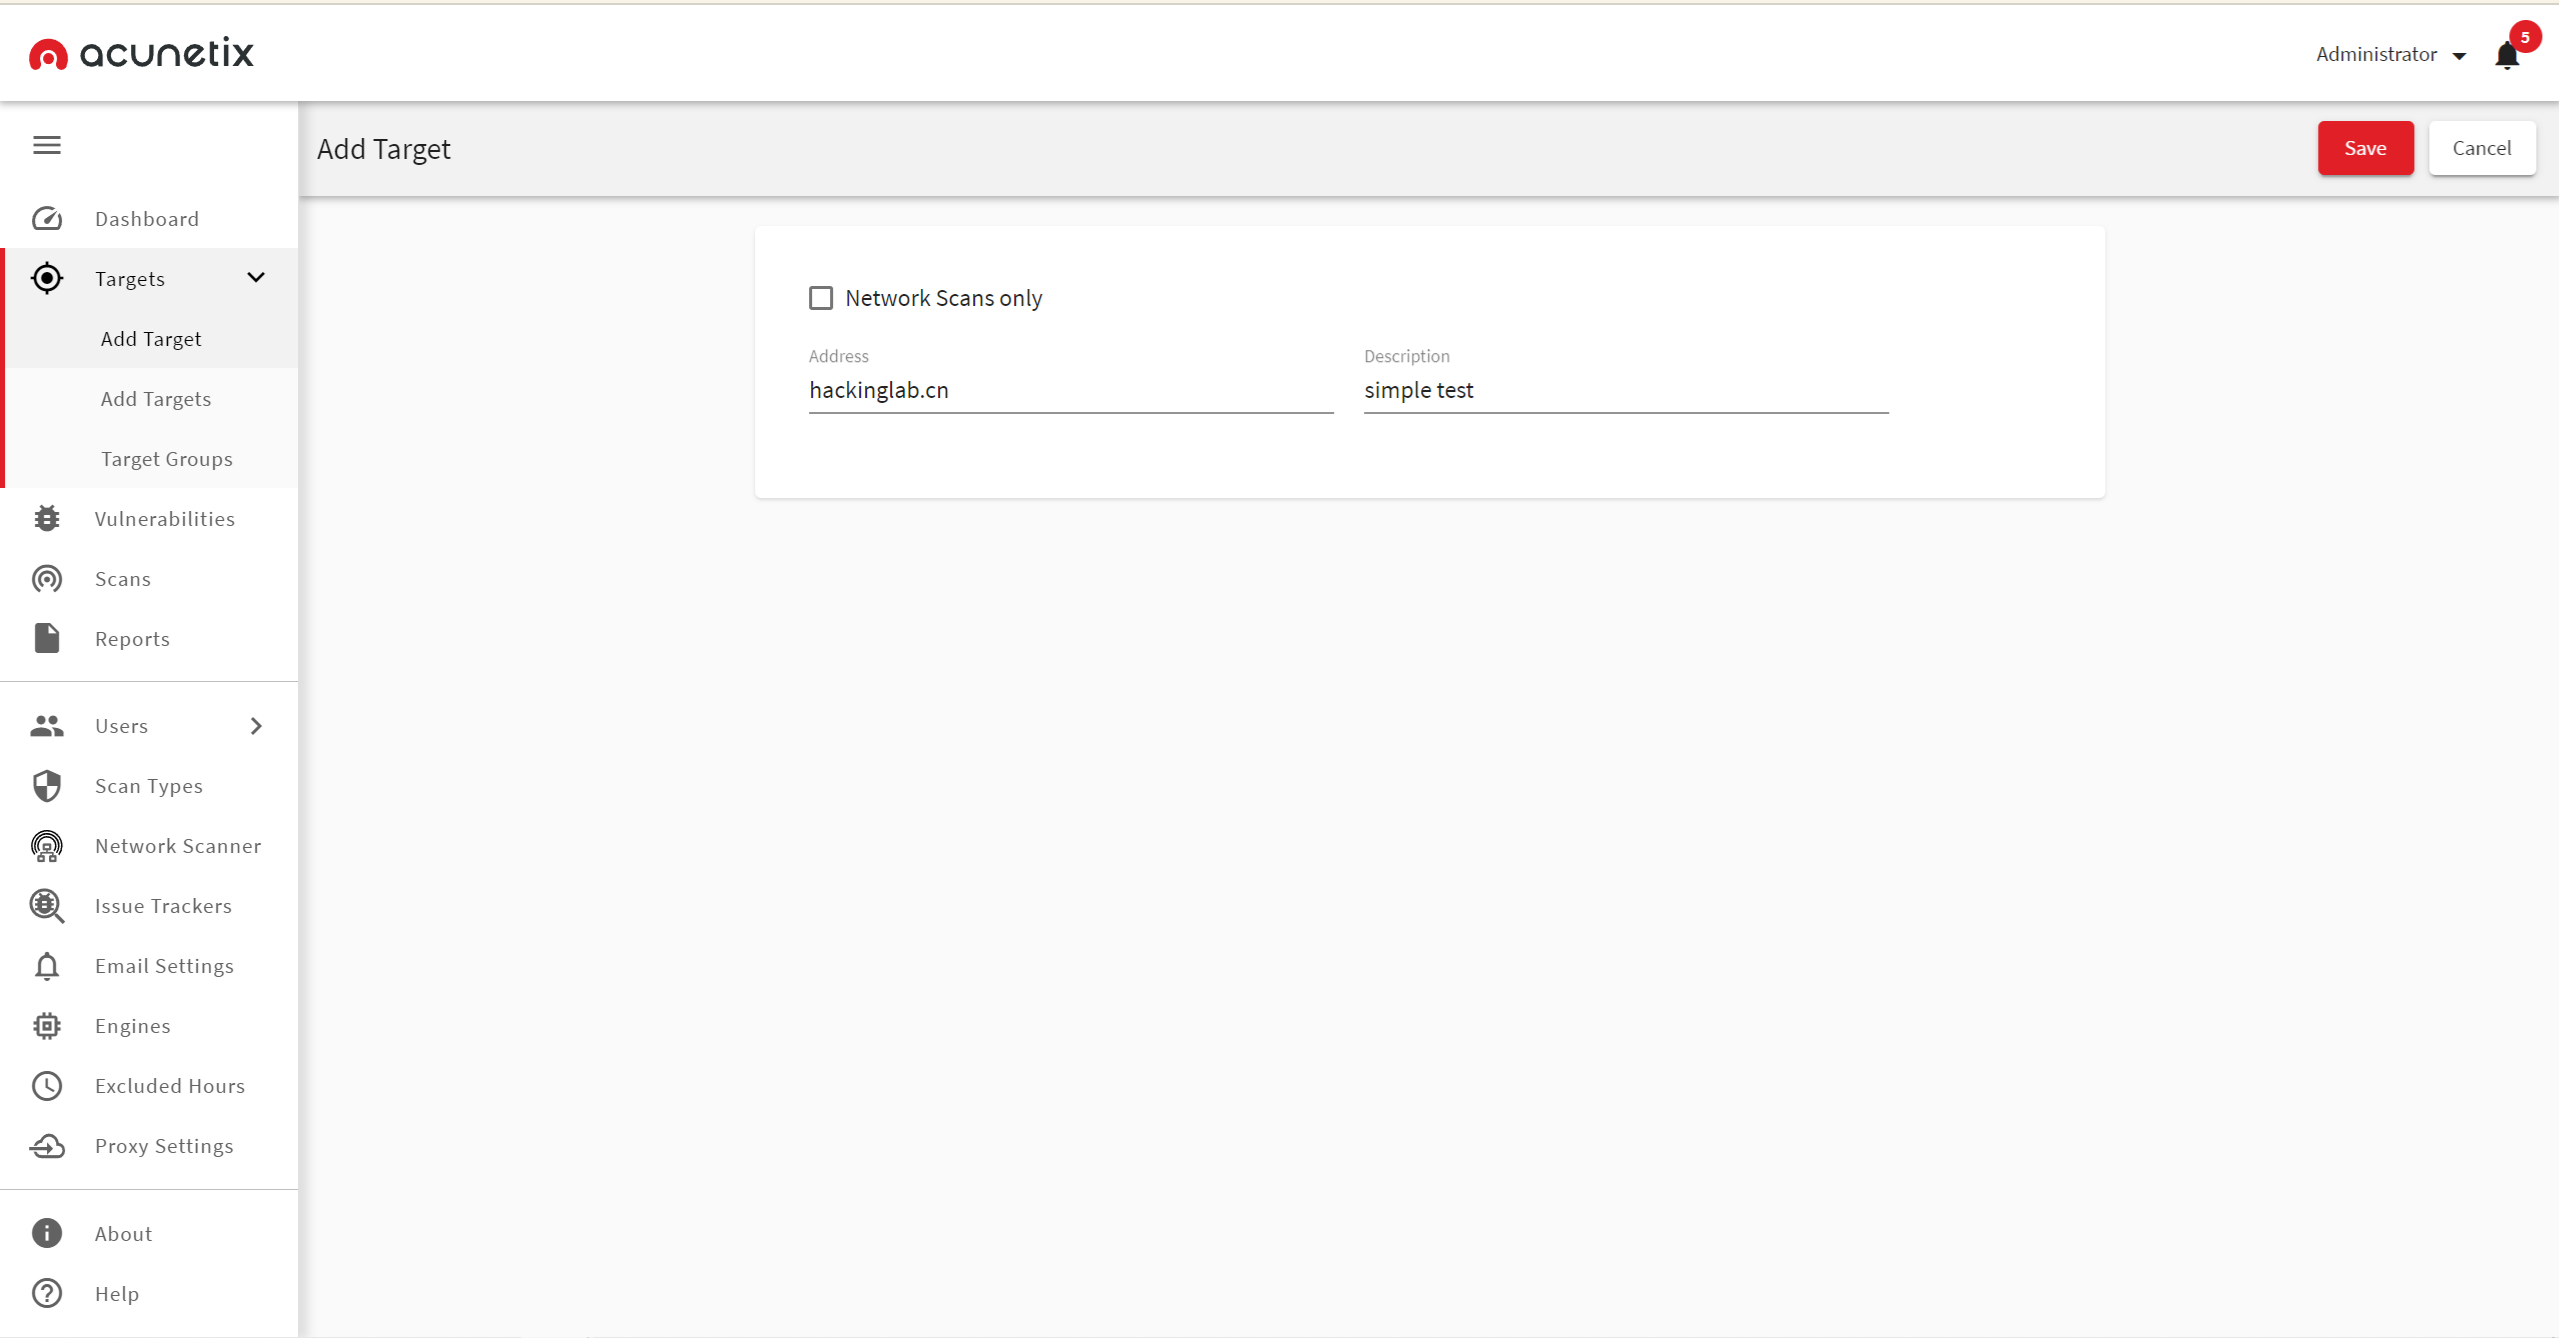 acunetix
Administrator
5
Add Target
Save
Cancel
Dashboard
Targets
Add Target
Add Targets
Target Groups
Vulnerabilities
Scans
Reports
Users
Scan Types
Network Scanner
Issue Trackers
Email Settings
Engines
Excluded Hours
Proxy Settings
About
Help
Network Scans only
Address
Description
hackinglab.cn
simple test